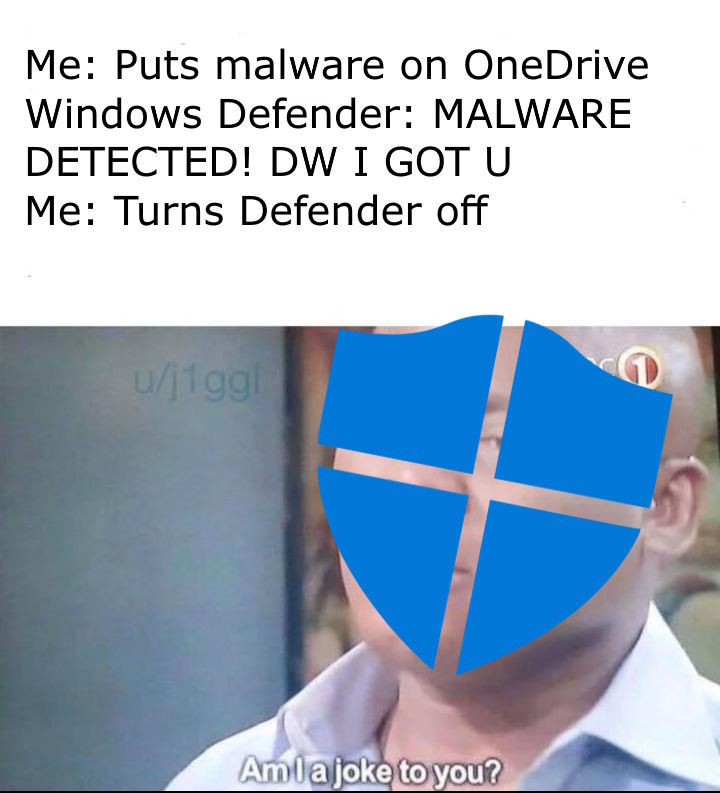 Me: Puts malware on OneDrive
Windows Defender: MALWARE
DETECTED! DW I GOT U
Me: Turns Defender off
u/j1ggl
1
Am I a joke to you?